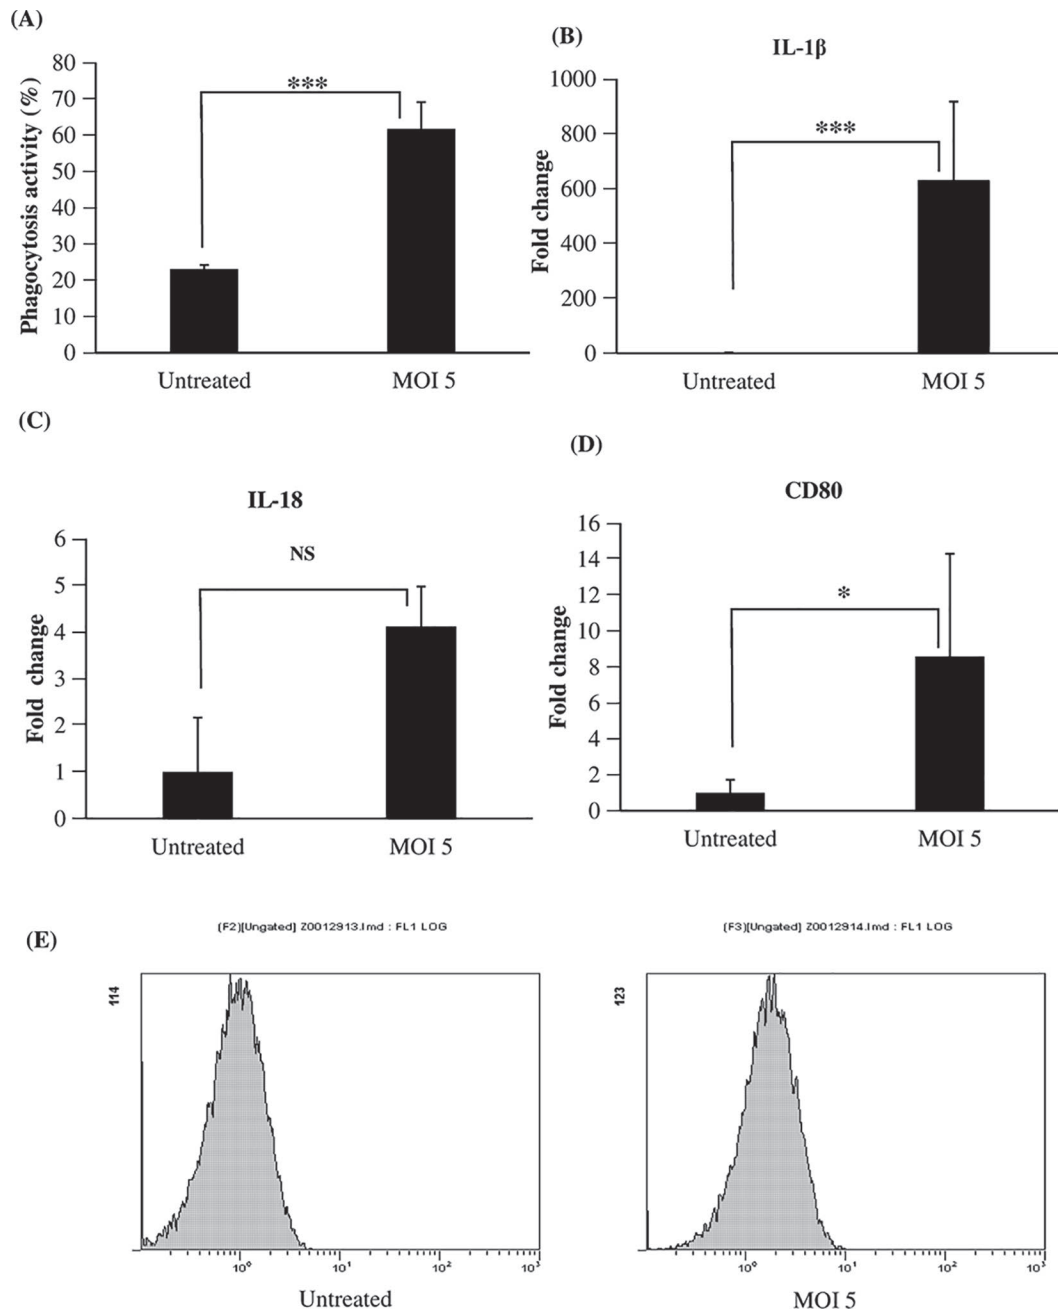 (A)
Phagocytosis activity (%)
80
70
60
50
40
30
20
10
0
***
Untreated MOI 5
(B)
IL-1β
Fold change
1000
800
600
400
200
0
***
Untreated MOI 5
(C)
IL-18
Fold change
6
5
4
3
2
1
0
NS
Untreated MOI 5
(D)
CD80
Fold change
16
14
12
10
8
6
4
2
0
*
Untreated MOI 5
(E)
(F2)[Ungated] Z0012913.lmd : FL1 LOG
114
10⁰ 10¹ 10² 10³
Untreated
(F3)[Ungated] Z0012914.lmd : FL1 LOG
123
10⁰ 10¹ 10² 10³
MOI 5